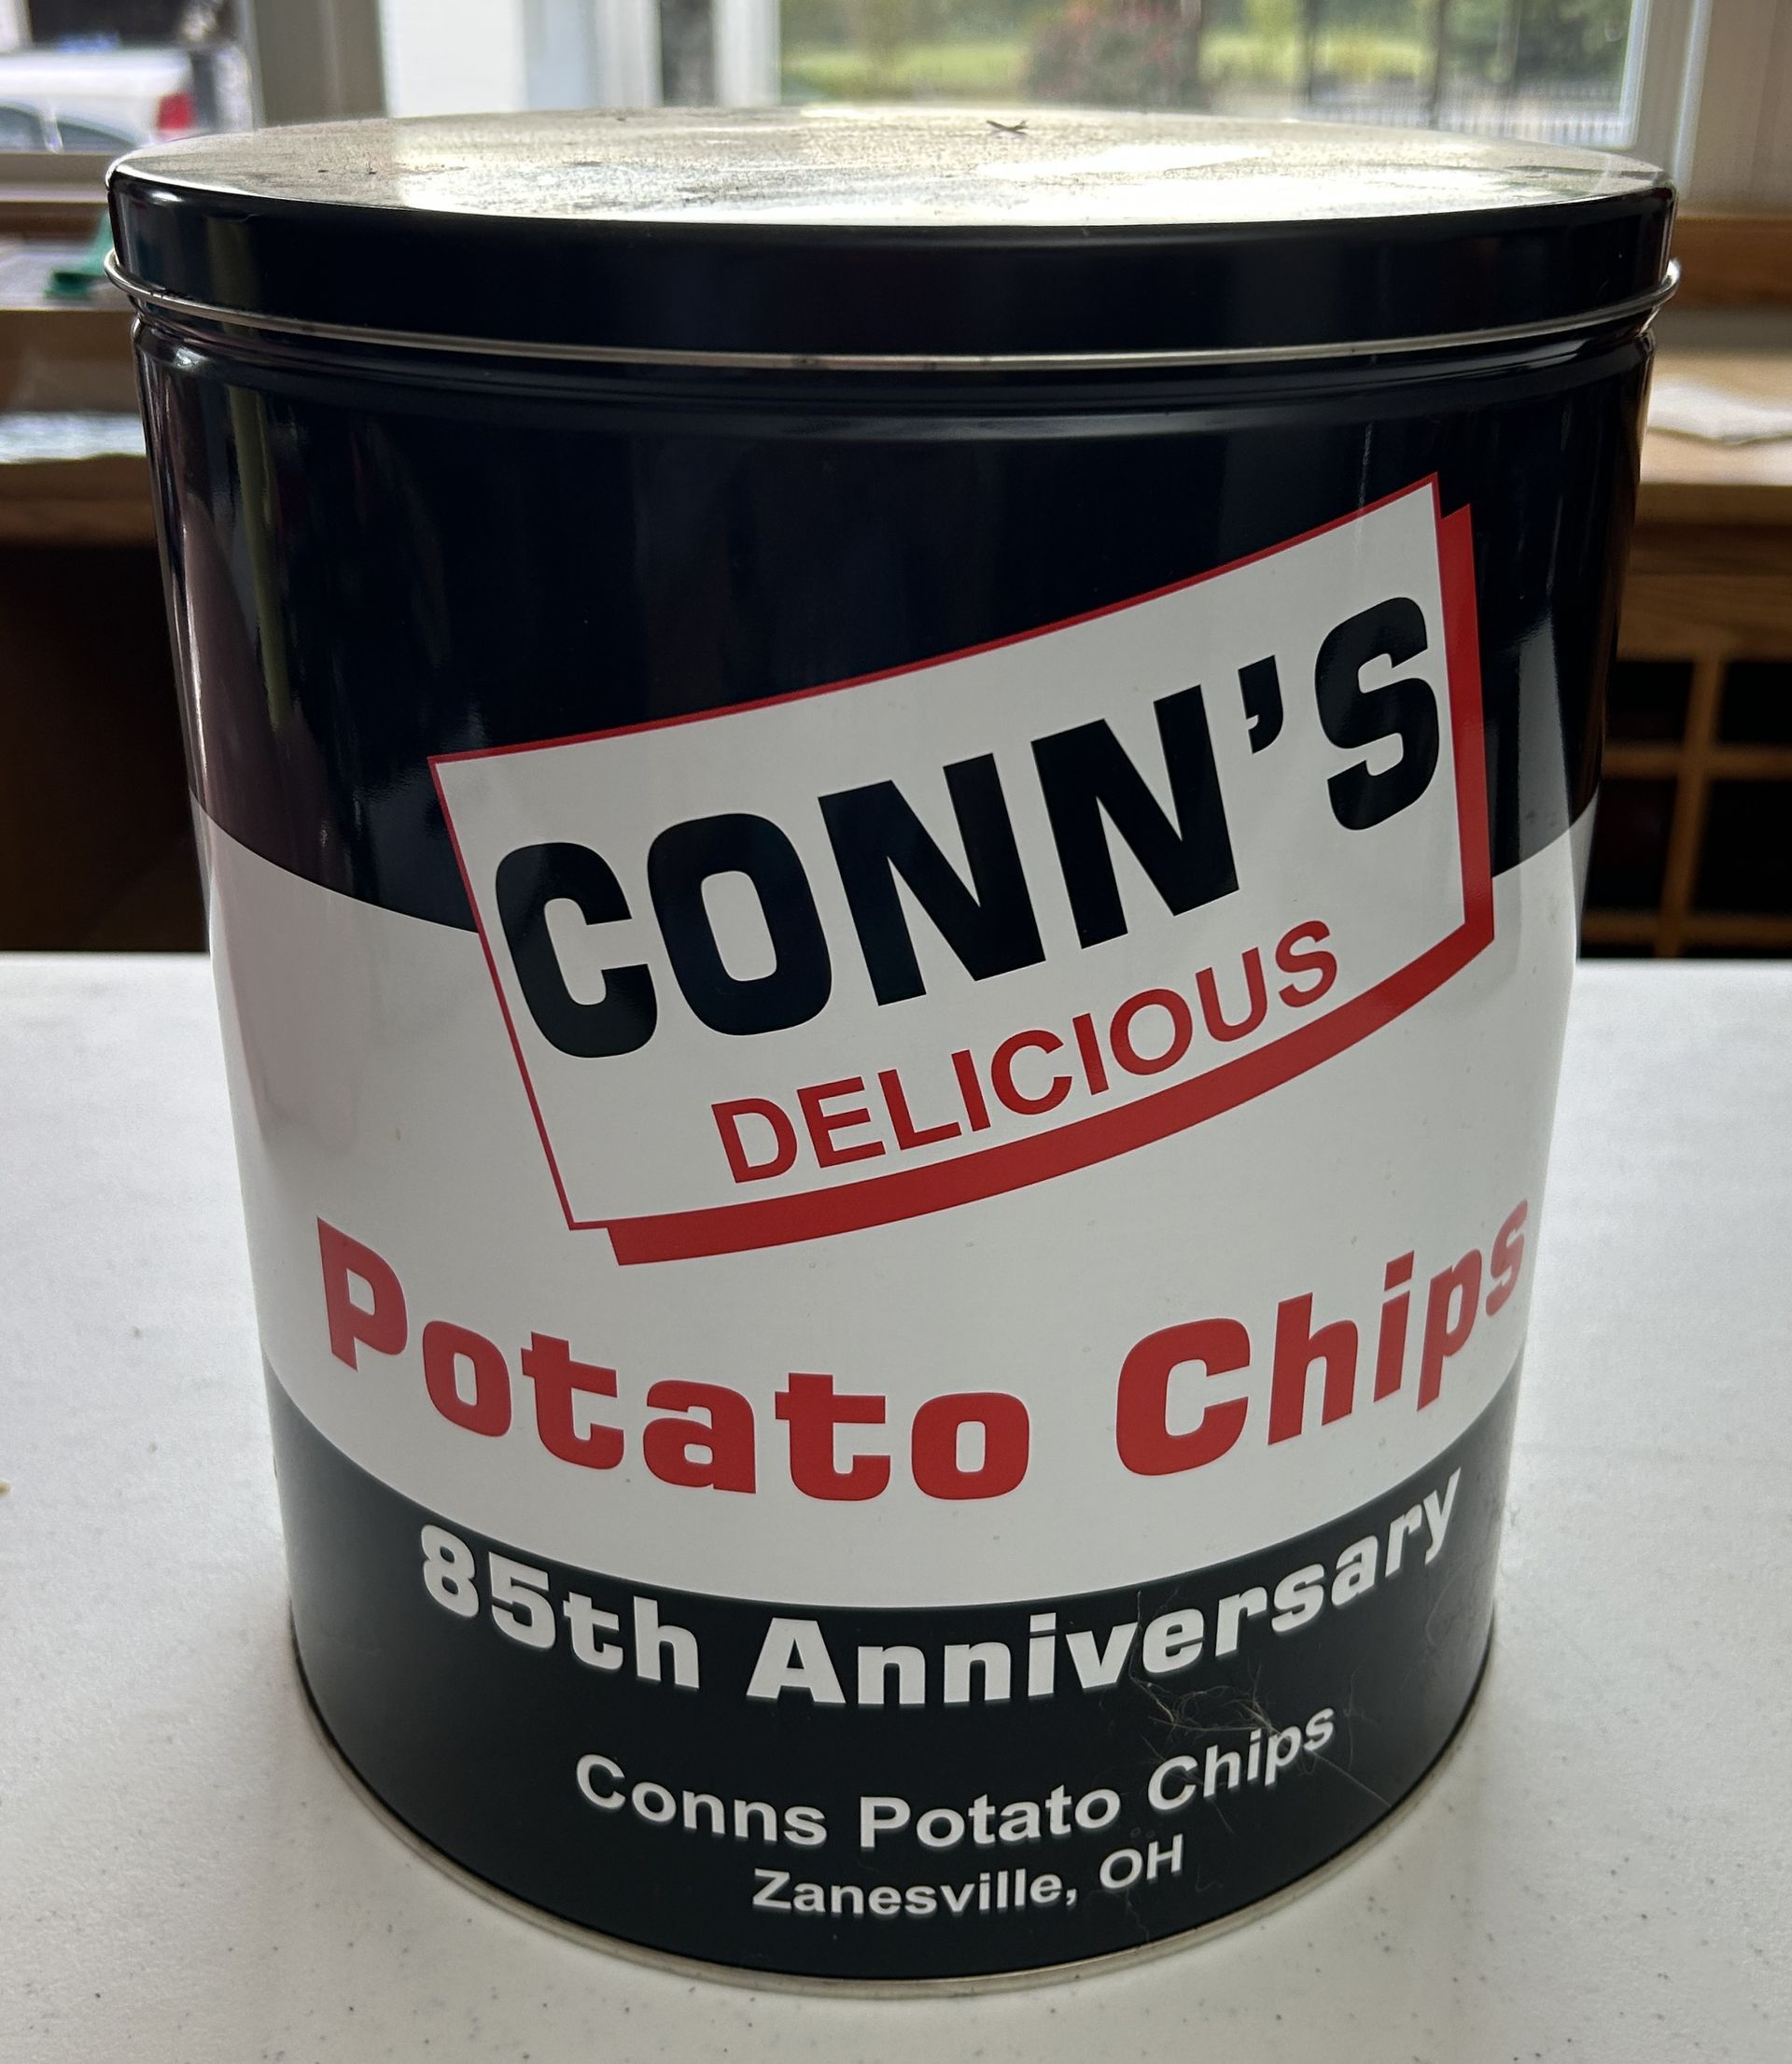 CONN'S
DELICIOUS
Potato Chips
85th Anniversary
Conns Potato Chips
Zanesville, OH